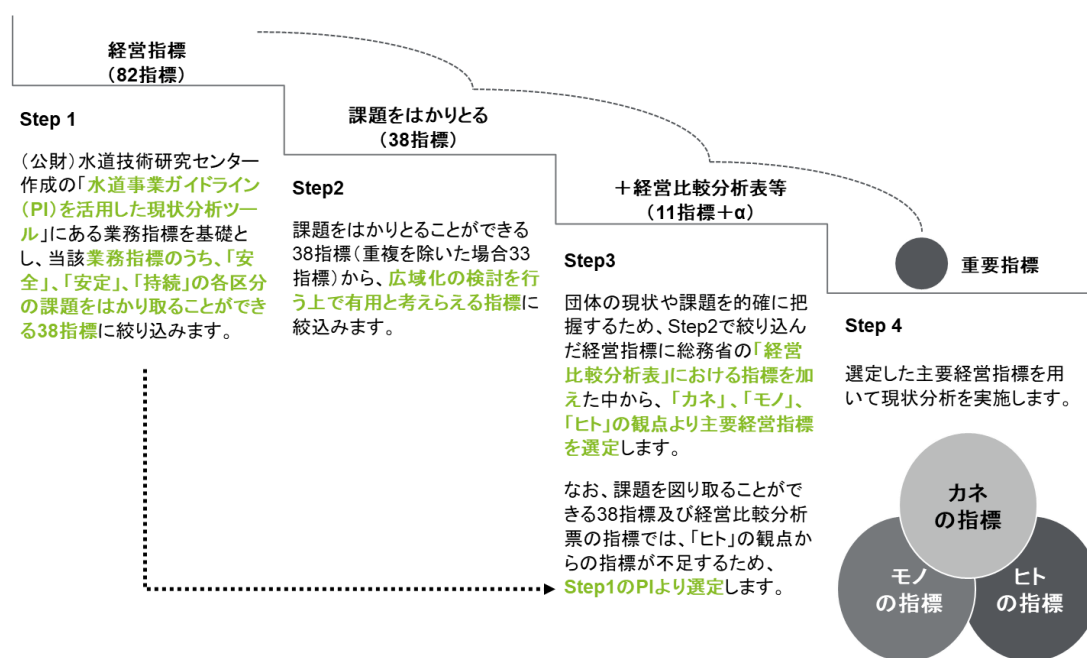 経営指標
（82指標）
Step 1
（公財）水道技術研究センター
作成の「水道事業ガイドライン
（PI）を活用した現状分析ツー
ル」にある業務指標を基礎と
し、当該業務指標のうち、「安
全」、「安定」、「持続」の各区分
の課題をはかり取ることができ
る38指標に絞り込みます。
課題をはかりとる
（38指標）
Step2
課題をはかりとることができる
38指標（重複を除いた場合33
指標）から、広域化の検討を行
う上で有用と考えらえる指標に
絞込みます。
＋経営比較分析表等
（11指標＋α）
Step3
団体の現状や課題を的確に把
握するため、Step2で絞り込ん
だ経営指標に総務省の「経営
比較分析表」における指標を加
えた中から、「カネ」、「モノ」、
「ヒト」の観点より主要経営指標
を選定します。
なお、課題を図り取ることがで
きる38指標及び経営比較分析
票の指標では、「ヒト」の観点か
らの指標が不足するため、
Step1のPIより選定します。
重要指標
Step 4
選定した主要経営指標を用
いて現状分析を実施します。
カネ
の指標
モノ
の指標
ヒト
の指標